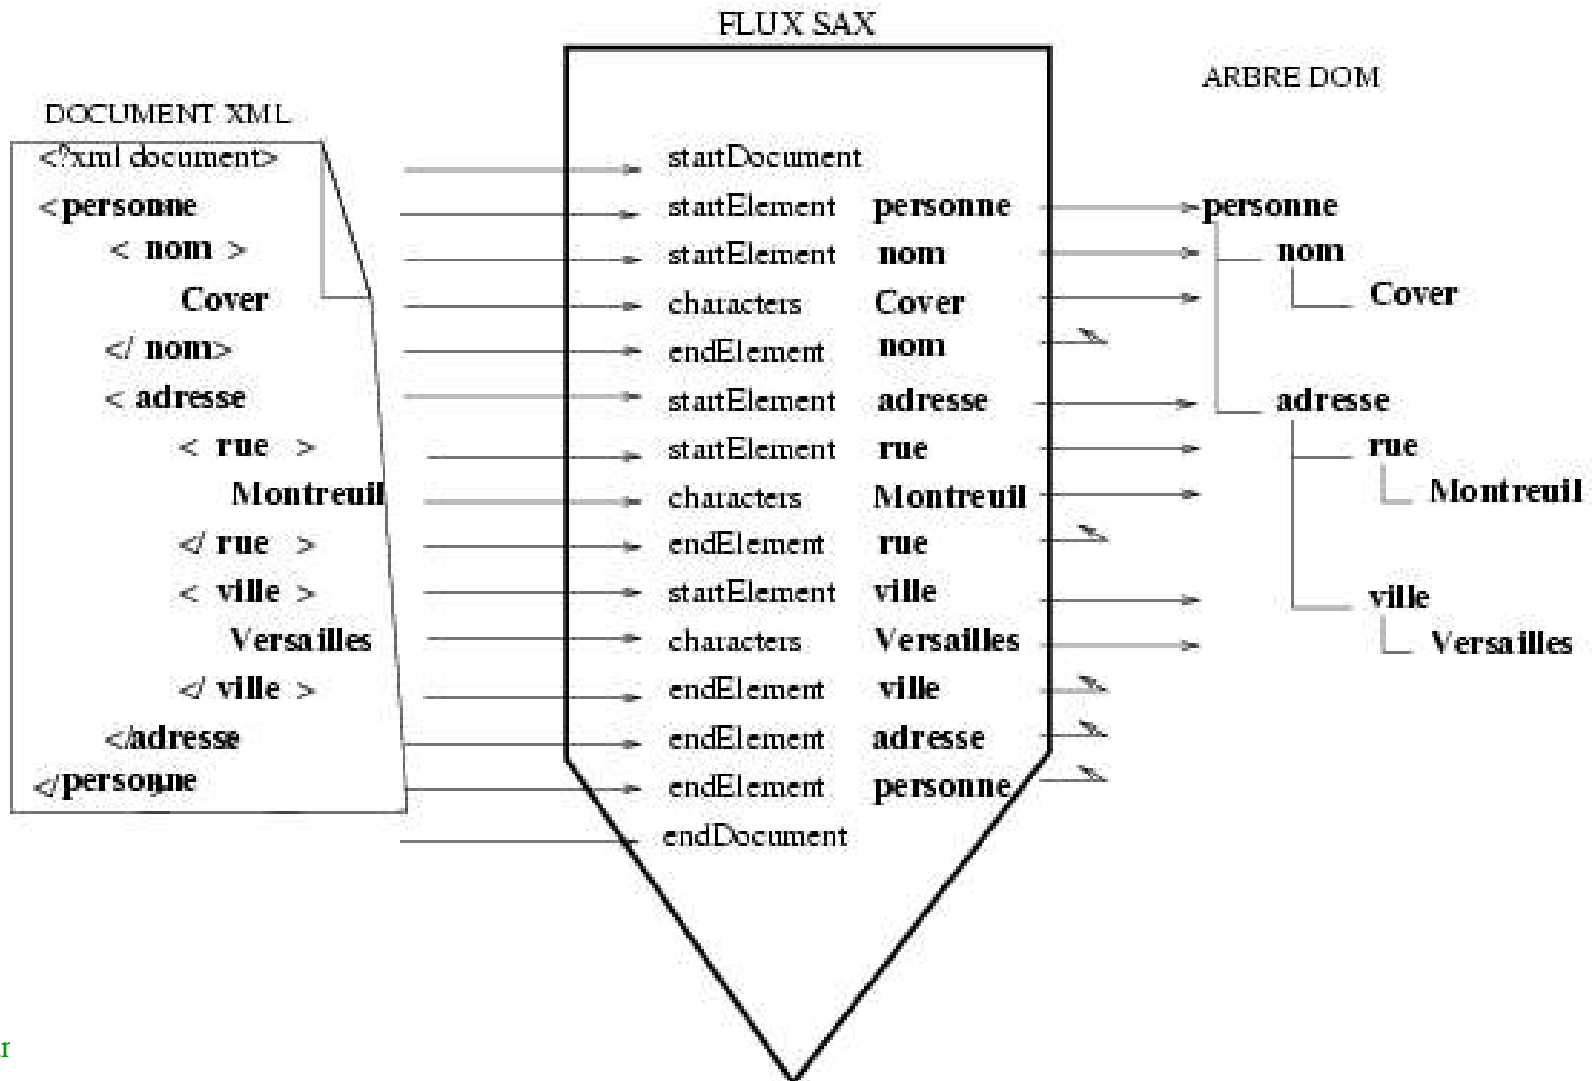 FLUX SAX
ARBRE DOM
DOCUMENT XML
<?xml document>
<personne
< nom >
Cover
</ nom>
< adresse
< rue >
Montreuil
</ rue >
< ville >
Versailles
</ ville >
</adresse
</personne
startDocument
startElement personne
startElement nom
characters Cover
endElement nom
startElement adresse
startElement rue
characters Montreuil
endElement rue
startElement ville
characters Versailles
endElement ville
endElement adresse
endElement personne
endDocument
personne
nom
Cover
adresse
rue
Montreuil
ville
Versailles